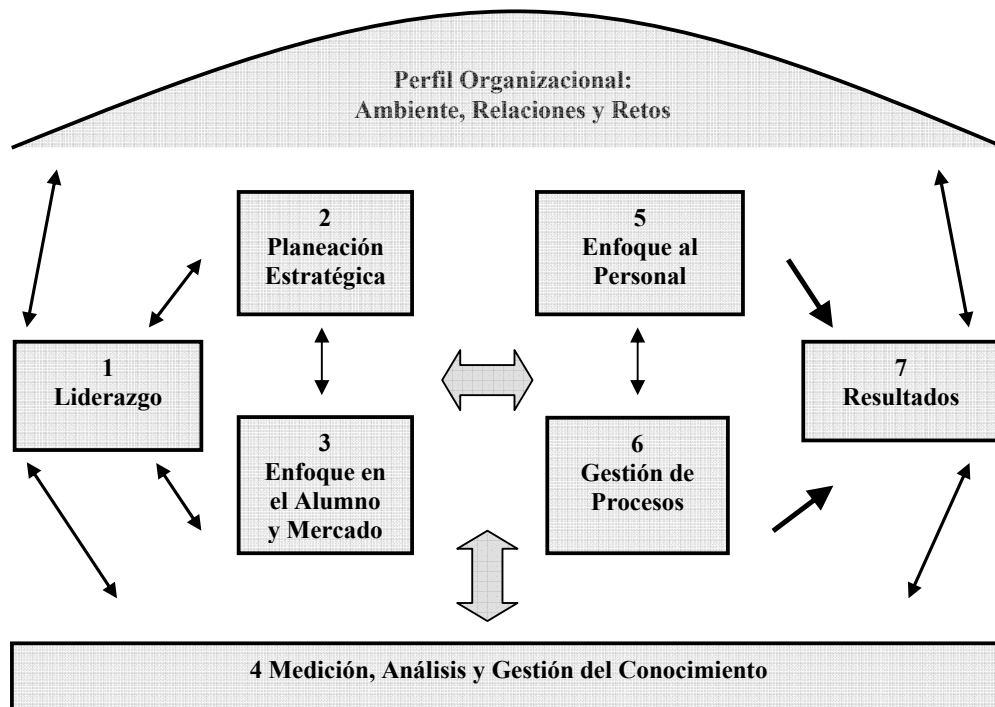 Perfil Organizacional:
Ambiente, Relaciones y Retos
2
Planeación
Estratégica
5
Enfoque al
Personal
1
Liderazgo
7
Resultados
3
Enfoque en
el Alumno
y Mercado
6
Gestión de
Procesos
4 Medición, Análisis y Gestión del Conocimiento